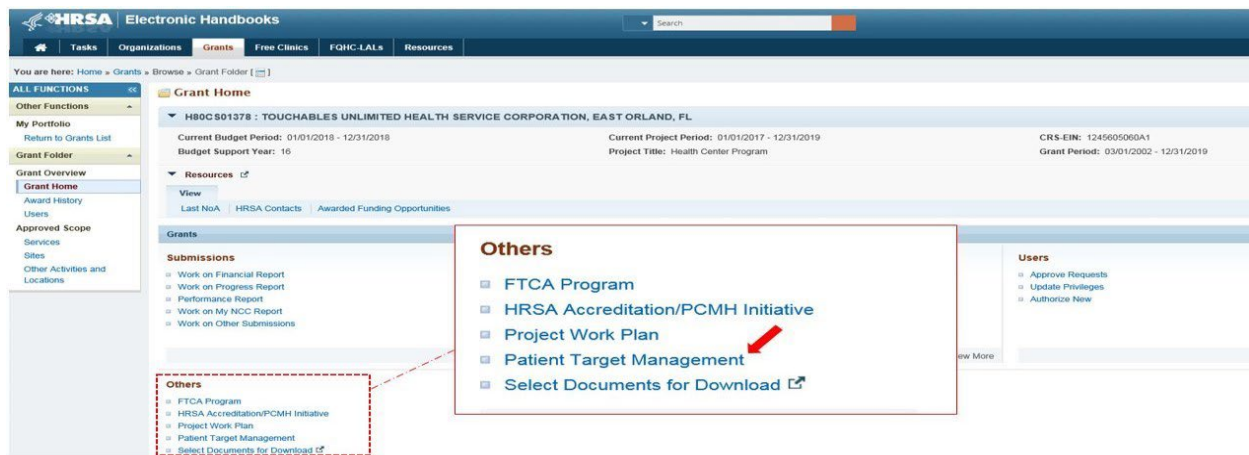 HRSA Electronic Handbooks
Search
Tasks Organizations Grants Free Clinics FQHC-LALs Resources
You are here: Home » Grants » Browse » Grant Folder [ ]
ALL FUNCTIONS <<
Other Functions
My Portfolio
Return to Grants List
Grant Folder
Grant Overview
Grant Home
Award History
Users
Approved Scope
Services
Sites
Other Activities and
Locations
Grant Home
H80CS01378 : TOUCHABLES UNLIMITED HEALTH SERVICE CORPORATION, EAST ORLAND, FL
Current Budget Period: 01/01/2018 - 12/31/2018 Current Project Period: 01/01/2017 - 12/31/2019 CRS-EIN: 1245605060A1
Budget Support Year: 16 Project Title: Health Center Program Grant Period: 03/01/2002 - 12/31/2019
Resources
View
Last NoA HRSA Contacts Awarded Funding Opportunities
Grants
Submissions
Work on Financial Report
Work on Progress Report
Performance Report
Work on My NCC Report
Work on Other Submissions
Others
FTCA Program
HRSA Accreditation/PCMH Initiative
Project Work Plan
Patient Target Management
Select Documents for Download
Users
Approve Requests
Update Privileges
Authorize New
More
Others
FTCA Program
HRSA Accreditation/PCMH Initiative
Project Work Plan
Patient Target Management
Select Documents for Download